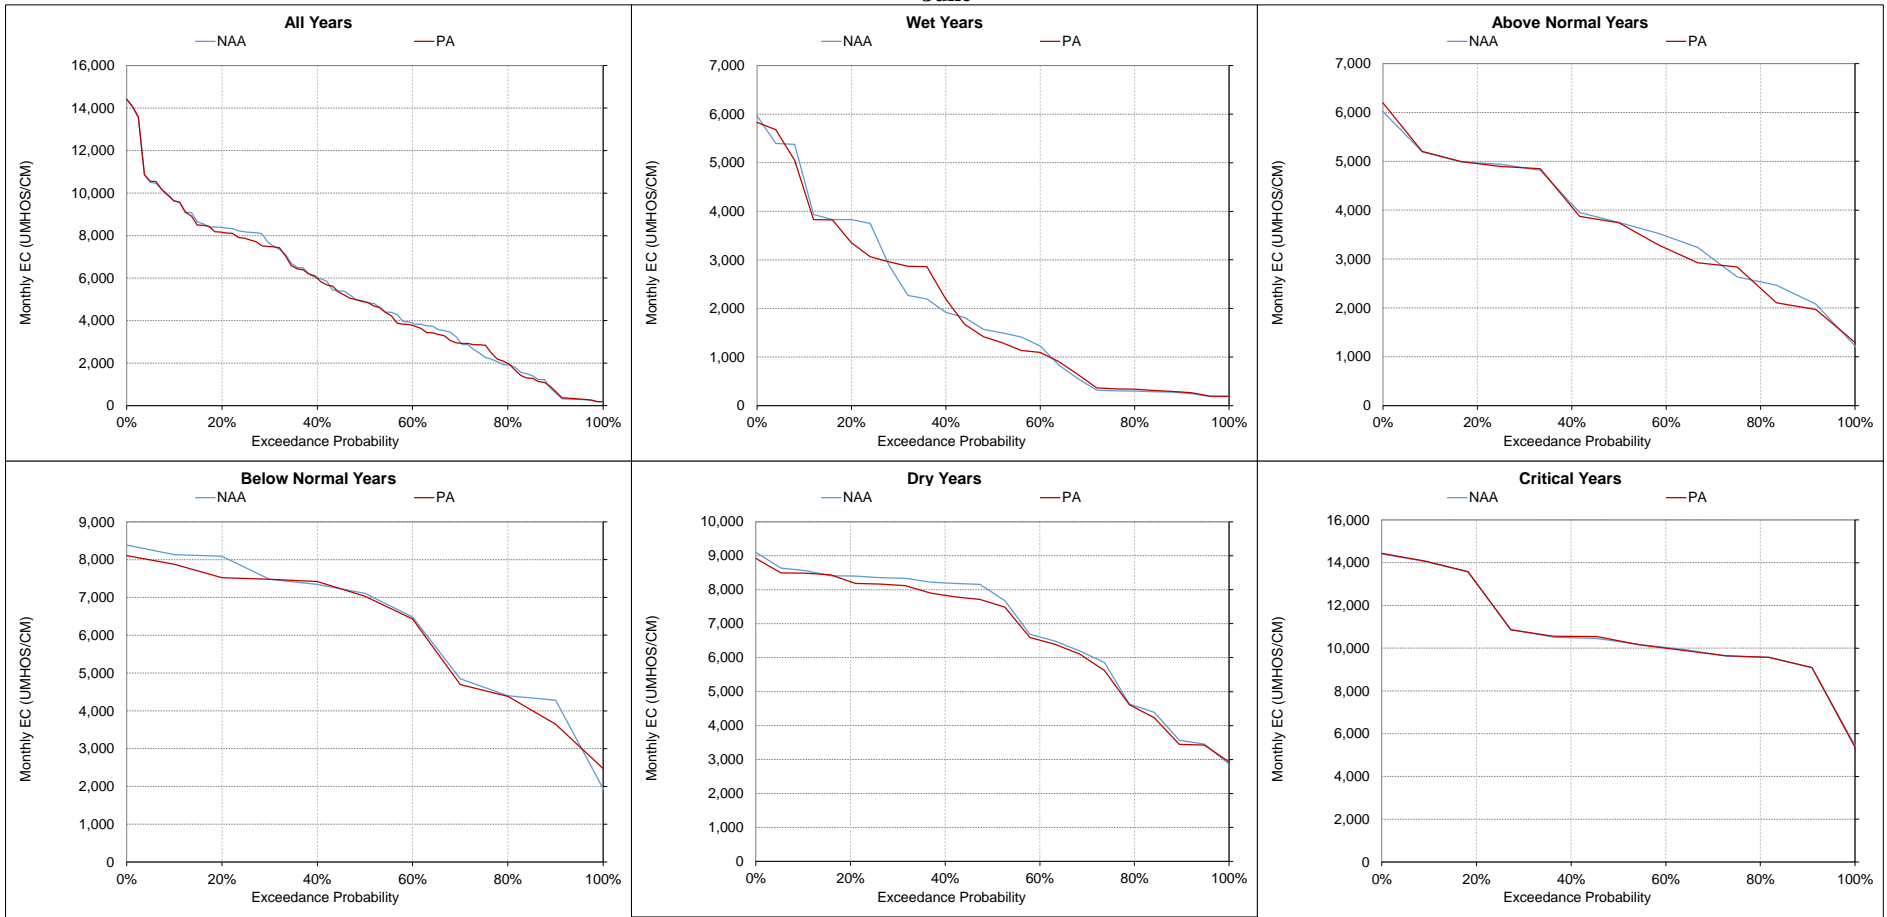 All Years
NAA PA
16,000
14,000
12,000
10,000
8,000
6,000
4,000
2,000
0
Monthly EC (UMHOS/CM)
0% 20% 40% 60% 80% 100%
Exceedance Probability
Wet Years
NAA PA
7,000
6,000
5,000
4,000
3,000
2,000
1,000
0
Monthly EC (UMHOS/CM)
0% 20% 40% 60% 80% 100%
Exceedance Probability
Above Normal Years
NAA PA
7,000
6,000
5,000
4,000
3,000
2,000
1,000
0
Monthly EC (UMHOS/CM)
0% 20% 40% 60% 80% 100%
Exceedance Probability
Below Normal Years
NAA PA
9,000
8,000
7,000
6,000
5,000
4,000
3,000
2,000
1,000
0
Monthly EC (UMHOS/CM)
0% 20% 40% 60% 80% 100%
Exceedance Probability
Dry Years
NAA PA
10,000
9,000
8,000
7,000
6,000
5,000
4,000
3,000
2,000
1,000
0
Monthly EC (UMHOS/CM)
0% 20% 40% 60% 80% 100%
Exceedance Probability
Critical Years
NAA PA
16,000
14,000
12,000
10,000
8,000
6,000
4,000
2,000
0
Monthly EC (UMHOS/CM)
0% 20% 40% 60% 80% 100%
Exceedance Probability